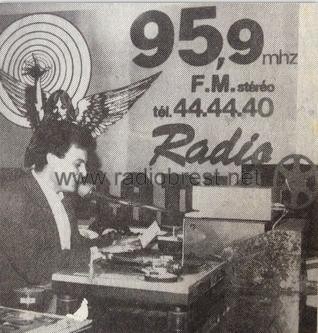 95,9 mhz
F.M. stéréo
tél. 44.44.40
Radio
www.radiobrest.net